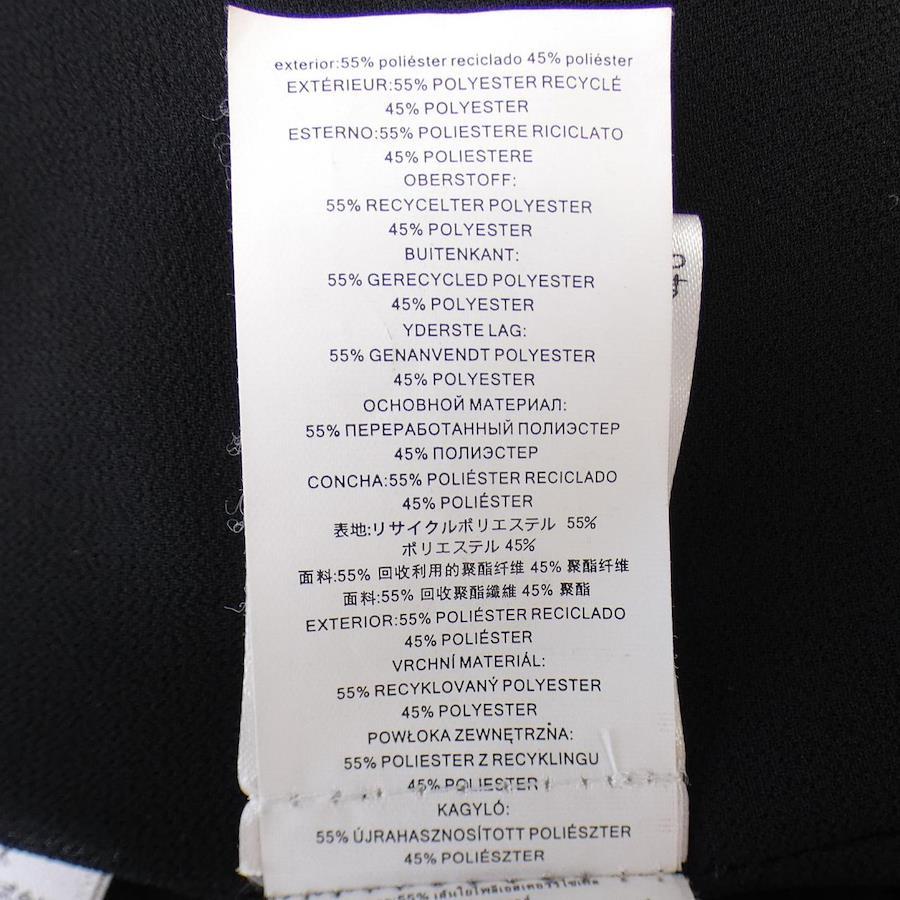 exterior:55% poliéster reciclado 45% poliéster
EXTÉRIEUR:55% POLYESTER RECYCLÉ
45% POLYESTER
ESTERNO:55% POLIESTERE RICICLATO
45% POLIESTERE
OBERSTOFF:
55% RECYCELTER POLYESTER
45% POLYESTER
BUITENKANT:
55% GERECYCLED POLYESTER
45% POLYESTER
YDERSTE LAG:
55% GENANVENDT POLYESTER
45% POLYESTER
ОСНОВНОЙ МАТЕРИАЛ:
55% ПЕРЕРАБОТАННЫЙ ПОЛИЭСТЕР
45% ПОЛИЭСТЕР
CONCHA:55% POLIÉSTER RECICLADO
45% POLIÉSTER
表地:リサイクルポリエステル 55%
ポリエステル 45%
面料:55% 回收利用的聚酯纤维 45% 聚酯纤维
面料:55% 回收聚酯纖維 45% 聚酯
EXTERIOR:55% POLIÉSTER RECICLADO
45% POLIÉSTER
VRCHNÍ MATERIÁL:
55% RECYKLOVANÝ POLYESTER
45% POLYESTER
POWŁOKA ZEWNĘTRZNA:
55% POLIESTER Z RECYKLINGU
45% POLIESTER
KAGYLÓ:
55% ÚJRAHASZNOSÍTOTT POLIÉSZTER
45% POLIÉSZTER